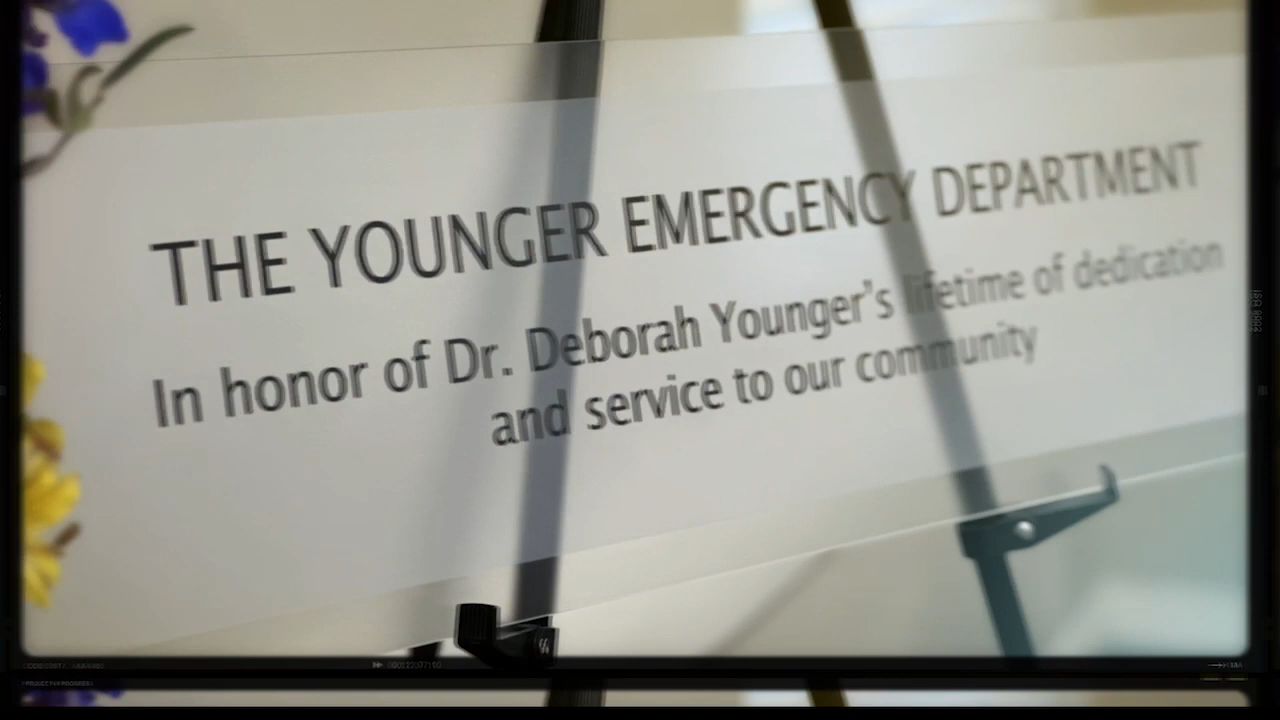 THE YOUNGER EMERGENCY DEPARTMENT
In honor of Dr. Deborah Younger's lifetime of dedication
and service to our community